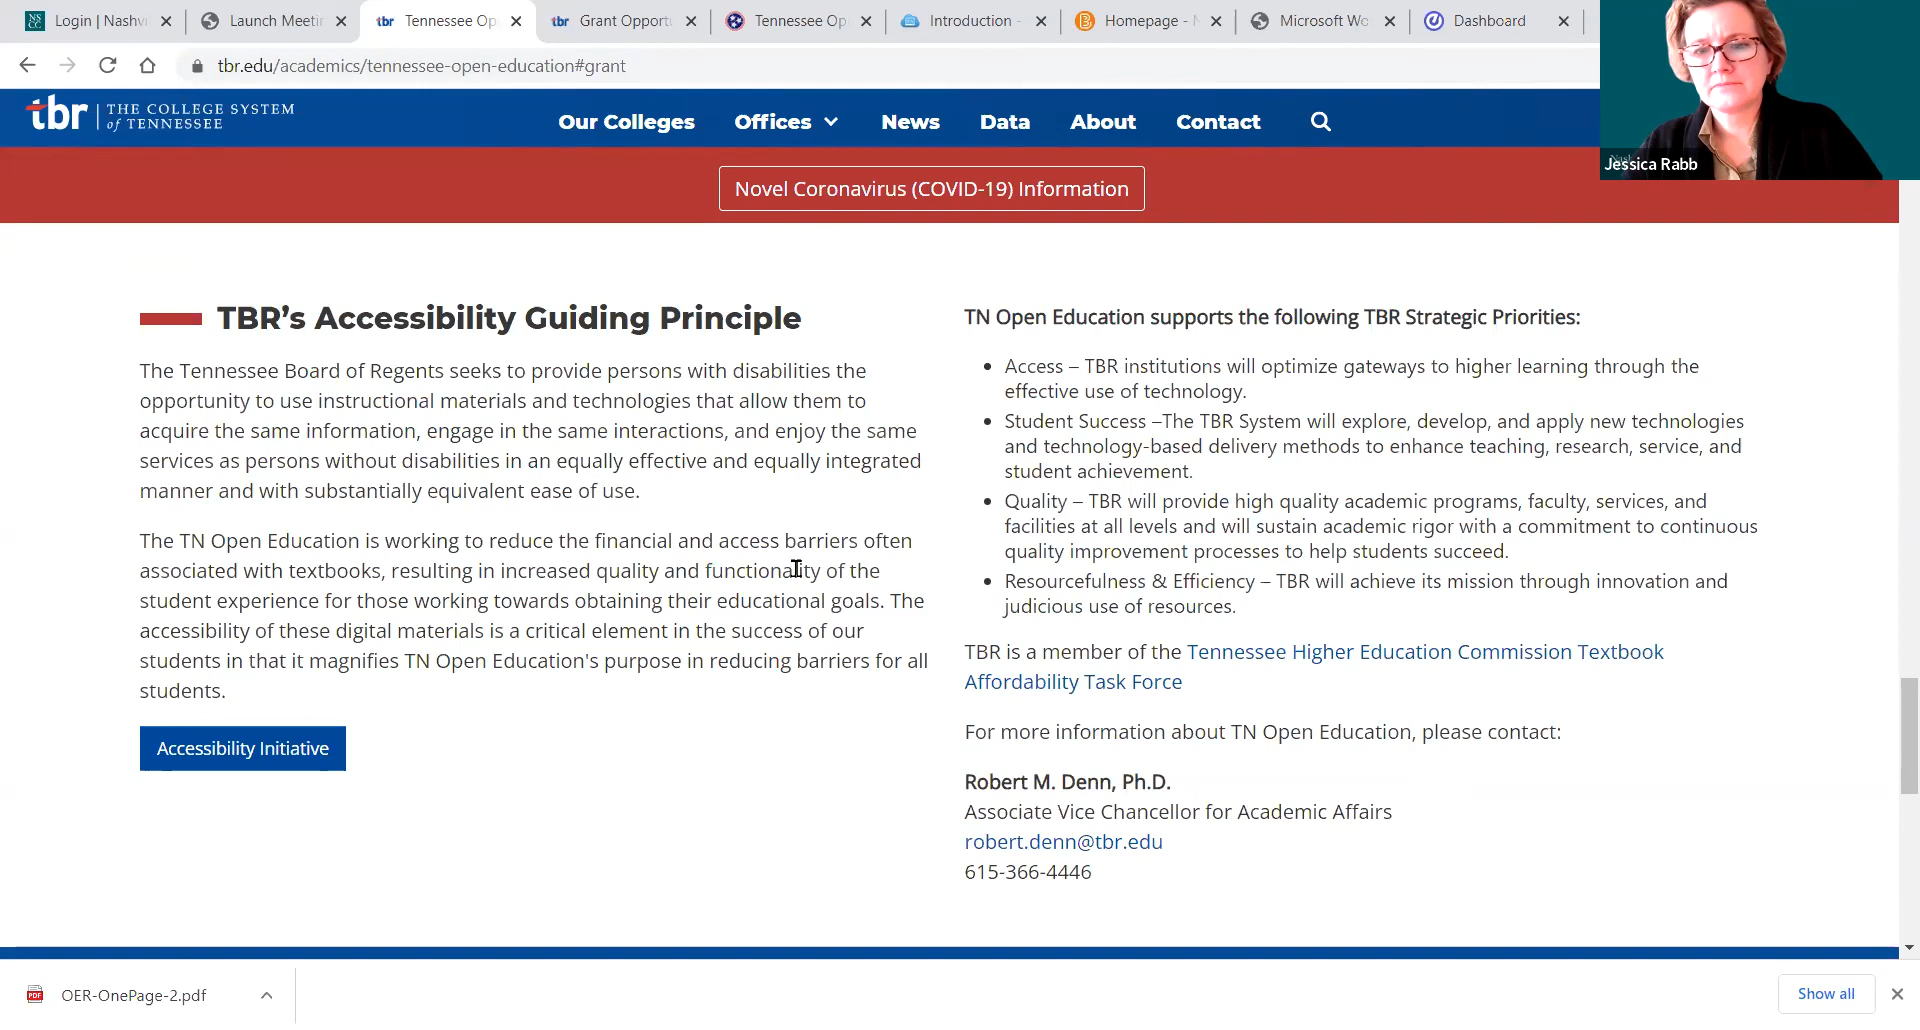 Login | Nashv
Launch Meetin
Tennessee Op
Grant Opportu
Tennessee Op
Introduction -
Homepage - N
Microsoft Wo
Dashboard
tbr.edu/academics/tennessee-open-education#grant
tbr THE COLLEGE SYSTEM
of TENNESSEE
Our Colleges
Offices
News
Data
About
Contact
Jessica Rabb
Novel Coronavirus (COVID-19) Information
TBR’s Accessibility Guiding Principle
The Tennessee Board of Regents seeks to provide persons with disabilities the
opportunity to use instructional materials and technologies that allow them to
acquire the same information, engage in the same interactions, and enjoy the same
services as persons without disabilities in an equally effective and equally integrated
manner and with substantially equivalent ease of use.
The TN Open Education is working to reduce the financial and access barriers often
associated with textbooks, resulting in increased quality and functionality of the
student experience for those working towards obtaining their educational goals. The
accessibility of these digital materials is a critical element in the success of our
students in that it magnifies TN Open Education's purpose in reducing barriers for all
students.
Accessibility Initiative
TN Open Education supports the following TBR Strategic Priorities:
• Access – TBR institutions will optimize gateways to higher learning through the
effective use of technology.
• Student Success –The TBR System will explore, develop, and apply new technologies
and technology-based delivery methods to enhance teaching, research, service, and
student achievement.
• Quality – TBR will provide high quality academic programs, faculty, services, and
facilities at all levels and will sustain academic rigor with a commitment to continuous
quality improvement processes to help students succeed.
• Resourcefulness & Efficiency – TBR will achieve its mission through innovation and
judicious use of resources.
TBR is a member of the Tennessee Higher Education Commission Textbook
Affordability Task Force
For more information about TN Open Education, please contact:
Robert M. Denn, Ph.D.
Associate Vice Chancellor for Academic Affairs
robert.denn@tbr.edu
615-366-4446
OER-OnePage-2.pdf
Show all